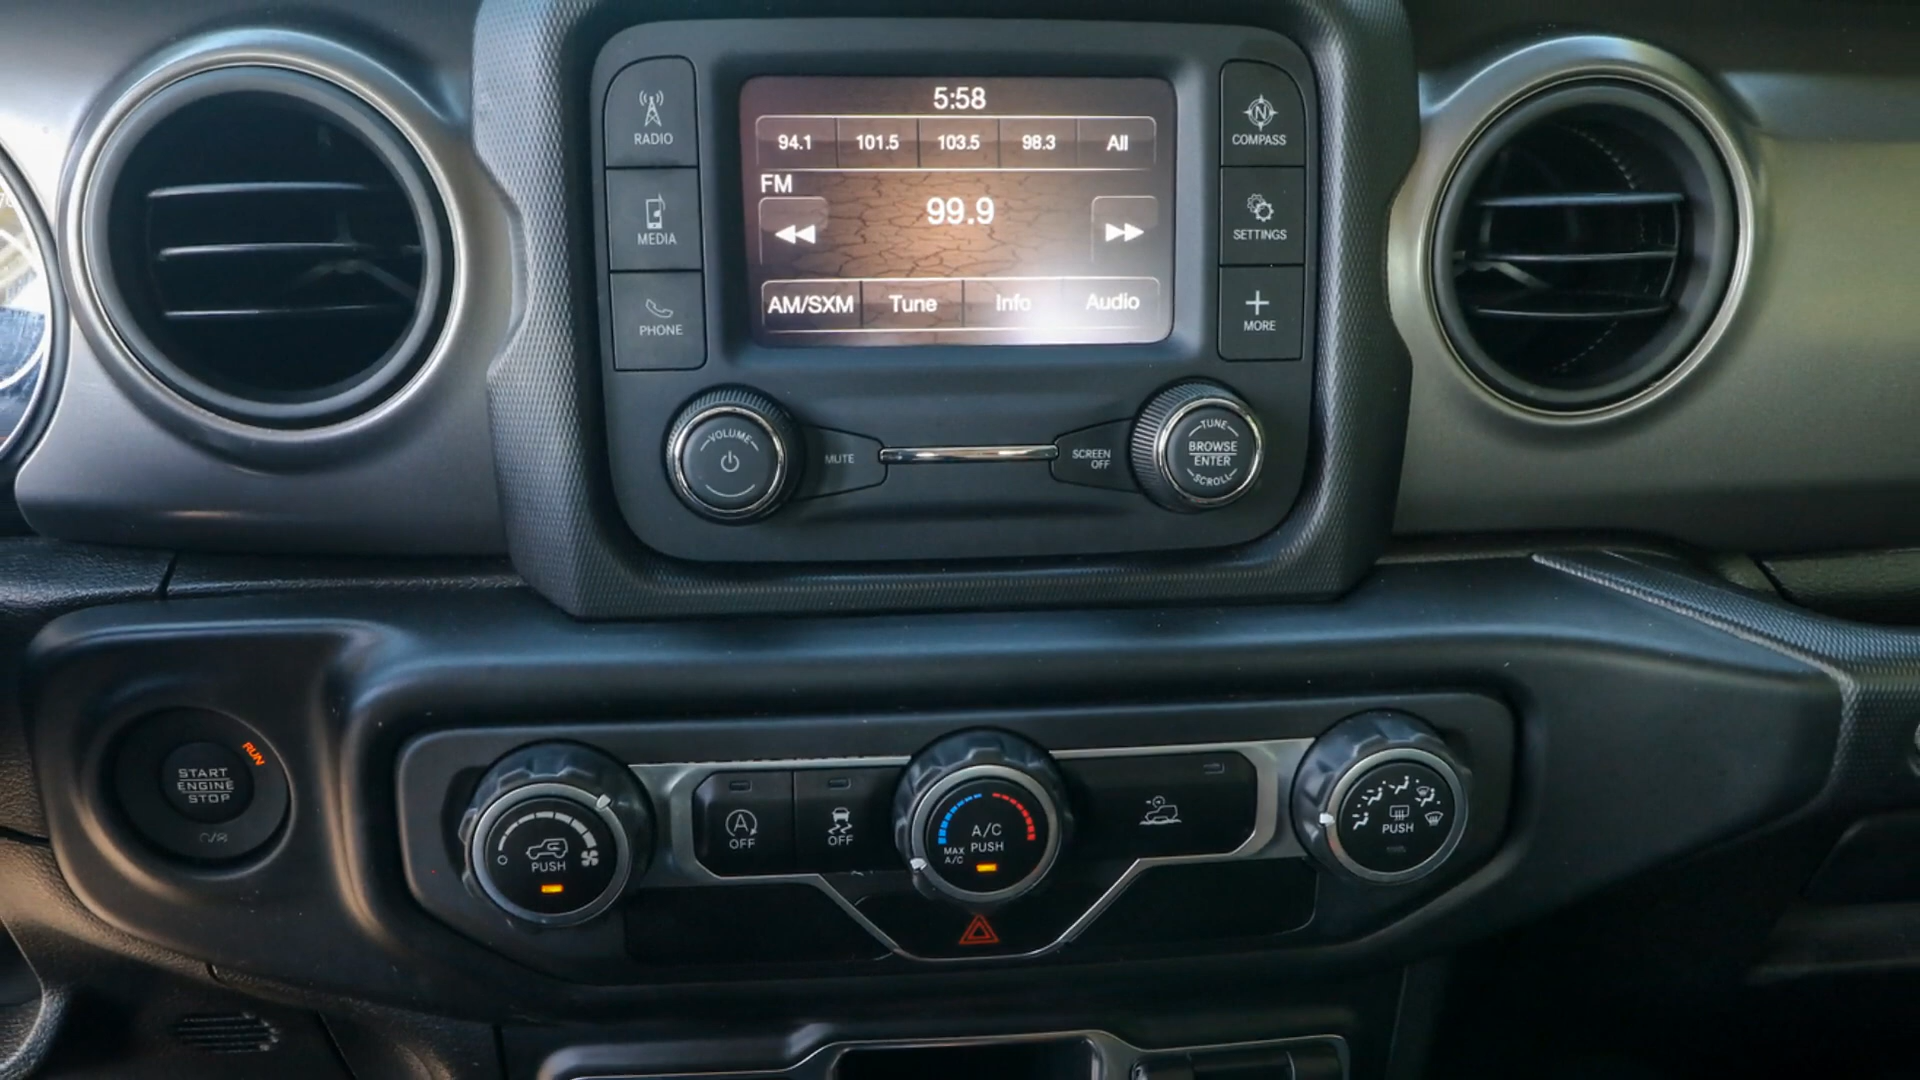 5:58
RADIO
94.1 101.5 103.5 98.3 All
COMPASS
FM
99.9
MEDIA
SETTINGS
AM/SXM Tune Info Audio
PHONE
MORE
VOLUME
MUTE
SCREEN
OFF
TUNE
BROWSE
ENTER
SCROLL
RUN
START
ENGINE
STOP
PUSH
A
OFF
OFF
A/C
PUSH
MAX
A/C
PUSH
N